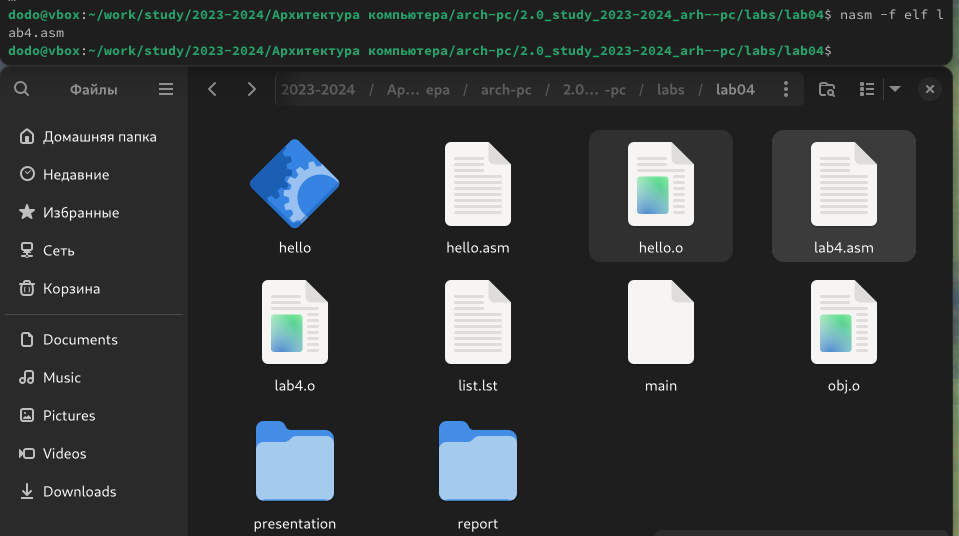 dodo@vbox:~/work/study/2023-2024/Архитектура компьютера/arch-pc/2.0_study_2023-2024_arh--pc/labs/lab04$ nasm -f elf l
ab4.asm
dodo@vbox:~/work/study/2023-2024/Архитектура компьютера/arch-pc/2.0_study_2023-2024_arh--pc/labs/lab04$
Файлы
2023-2024 / Ар… ера / arch-pc / 2.0… -pc / labs / lab04
Домашняя папка
Недавние
Избранные
Сеть
Корзина
Documents
Music
Pictures
Videos
Downloads
hello hello.asm hello.o lab4.asm
lab4.o list.lst main obj.o
presentation report